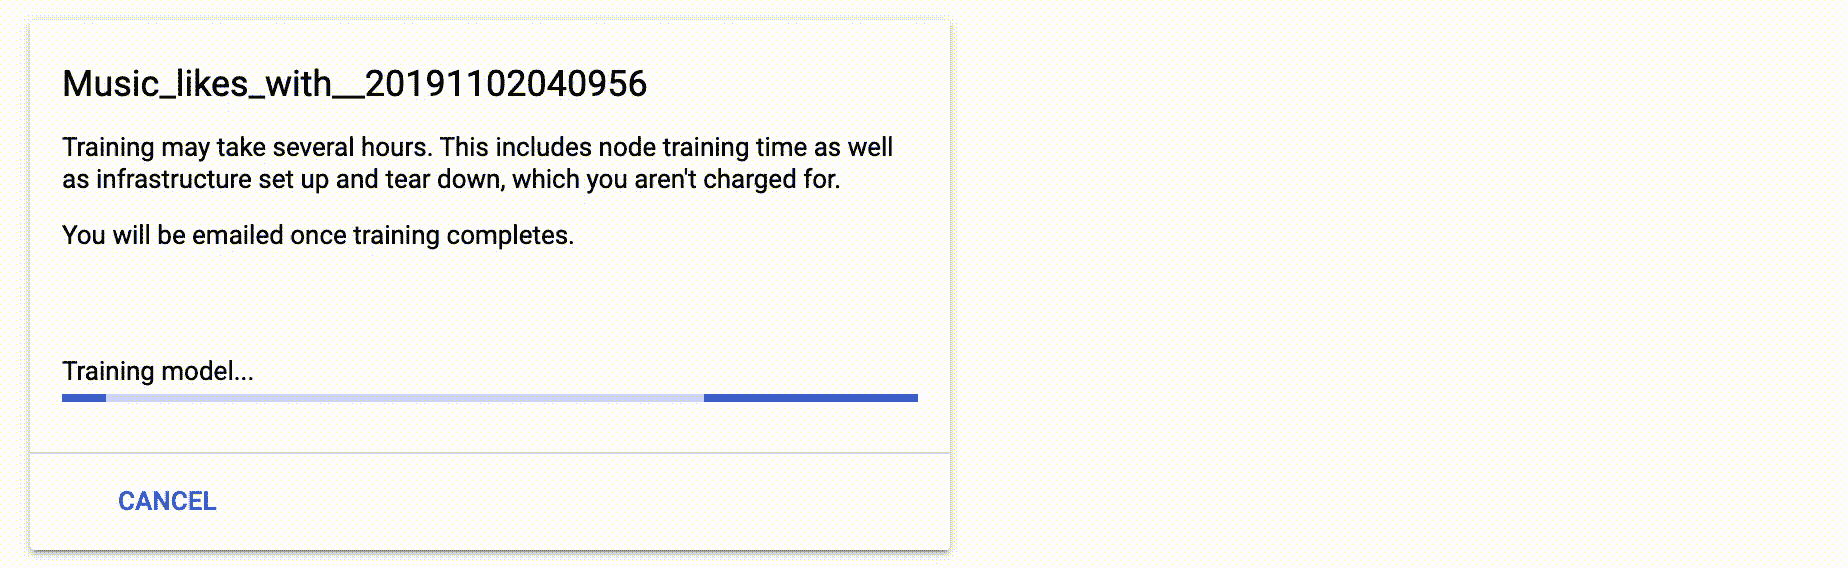 Music_likes_with__20191102040956
Training may take several hours. This includes node training time as well
as infrastructure set up and tear down, which you aren't charged for.
You will be emailed once training completes.
Training model...
CANCEL